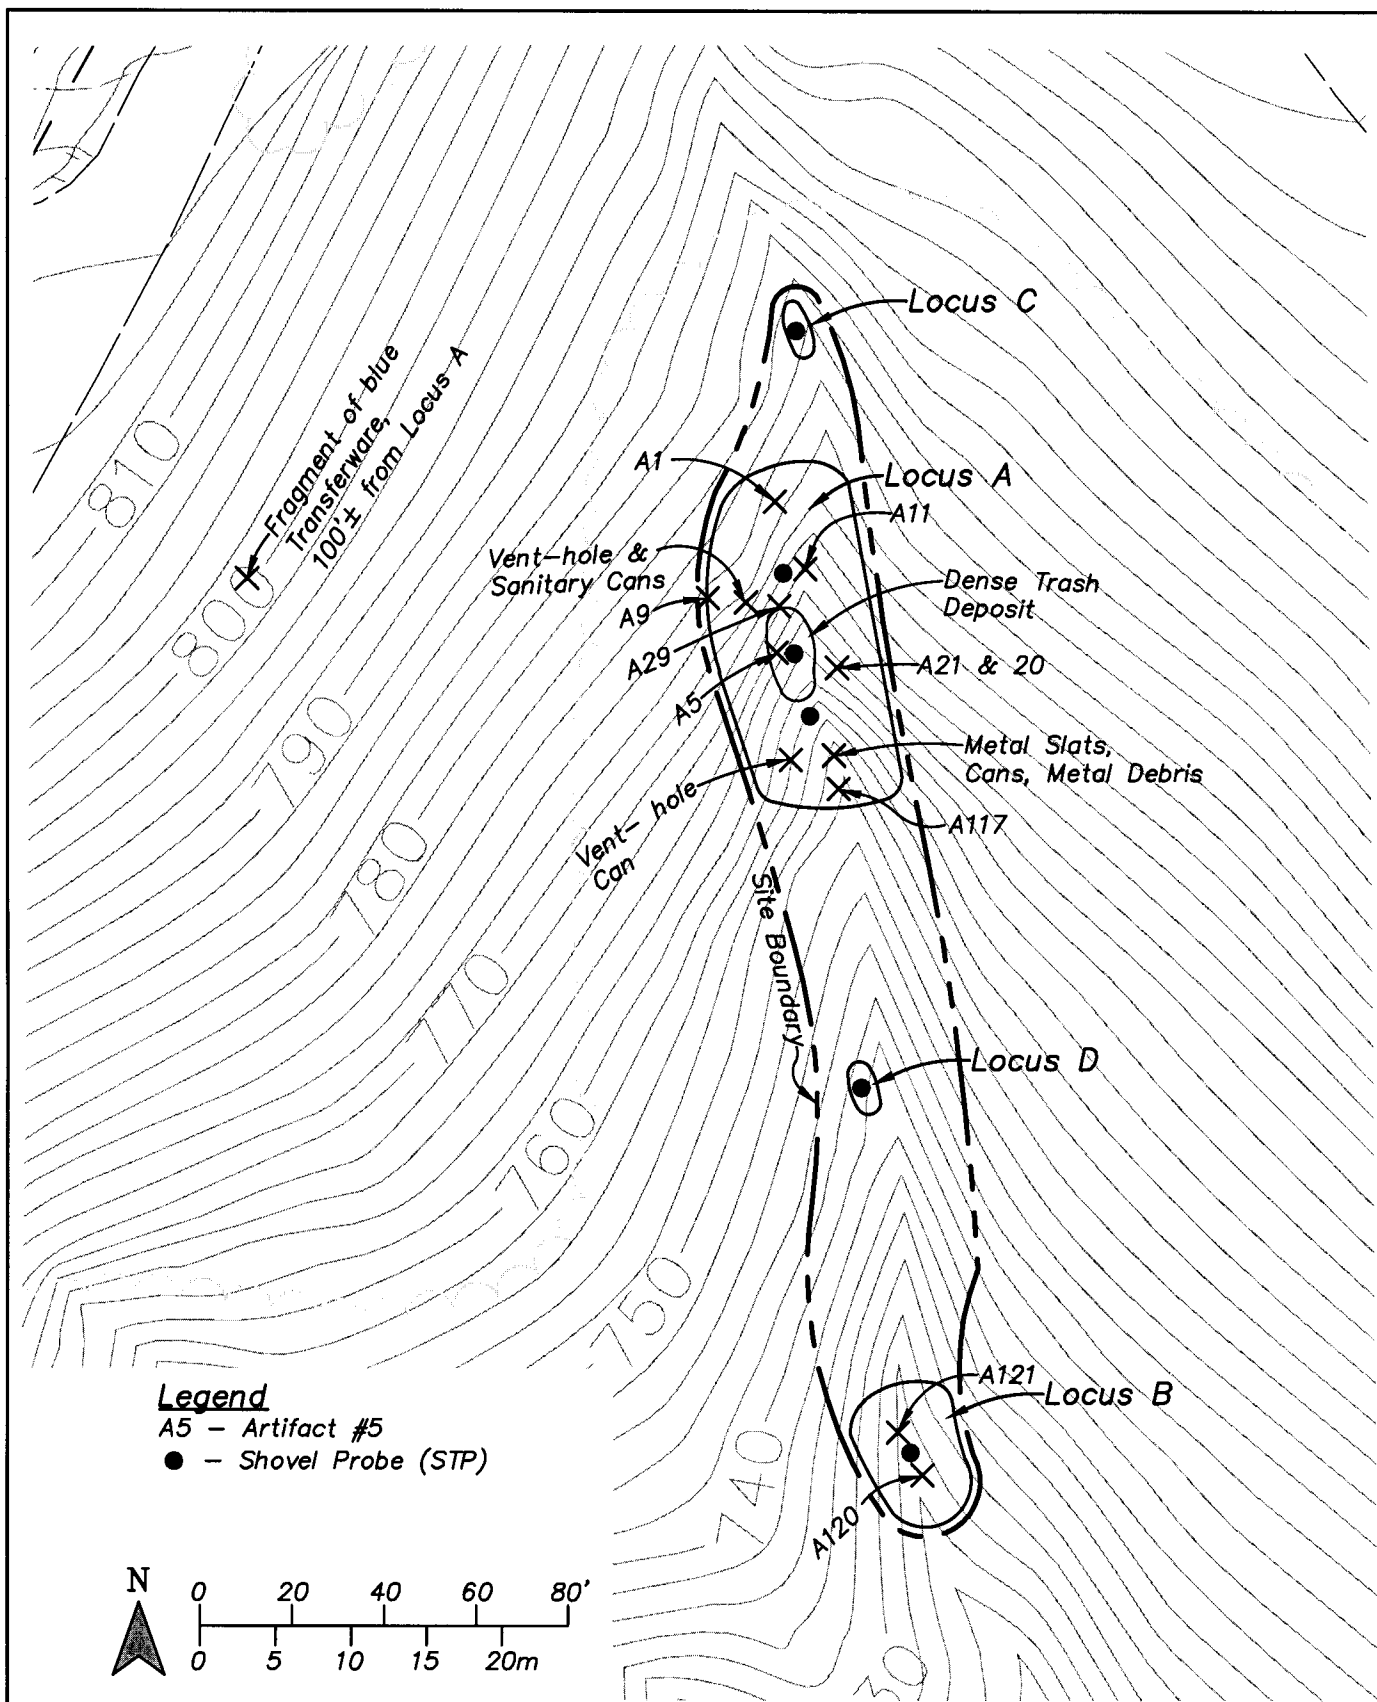 Locus C
Fragment of blue
Transferware,
100'± from Locus A
810
A1
Locus A
A11
Vent-hole &
Sanitary Cans
Dense Trash
Deposit
A9
800
A29
A21 & 20
A5
790
Metal Slats,
Cans, Metal Debris
Vent- hole
Can
A117
780
Site Boundary
770
Locus D
760
750
A121
Locus B
Legend
A5 - Artifact #5
● - Shovel Probe (STP)
740
A120
N
0 20 40 60 80'
0 5 10 15 20m
30